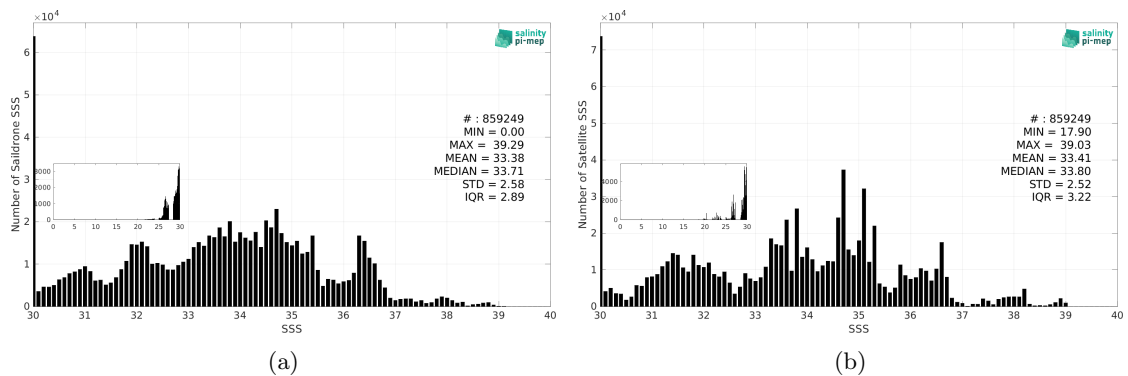 ×10⁴
salinity
pi-mep
6
5
4
3
2
1
0
Number of Saildrone SSS
# : 859249
MIN = 0.00
MAX = 39.29
MEAN = 33.38
MEDIAN = 33.71
STD = 2.58
IQR = 2.89
3000
2000
1000
0
0 5 10 15 20 25 30
30 31 32 33 34 35 36 37 38 39 40
SSS
(a)
×10⁴
salinity
pi-mep
7
6
5
4
3
2
1
0
Number of Satellite SSS
# : 859249
MIN = 17.90
MAX = 39.03
MEAN = 33.41
MEDIAN = 33.80
STD = 2.52
IQR = 3.22
4000
2000
0
0 5 10 15 20 25 30
30 31 32 33 34 35 36 37 38 39 40
SSS
(b)